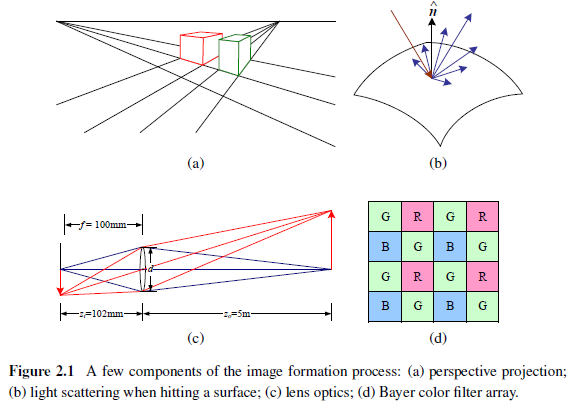 n̂
(a)
(b)
f = 100mm
d
zi=102mm
zo=5m
(c)
G R G R
B G B G
G R G R
B G B G
(d)
Figure 2.1 A few components of the image formation process: (a) perspective projection;
(b) light scattering when hitting a surface; (c) lens optics; (d) Bayer color filter array.